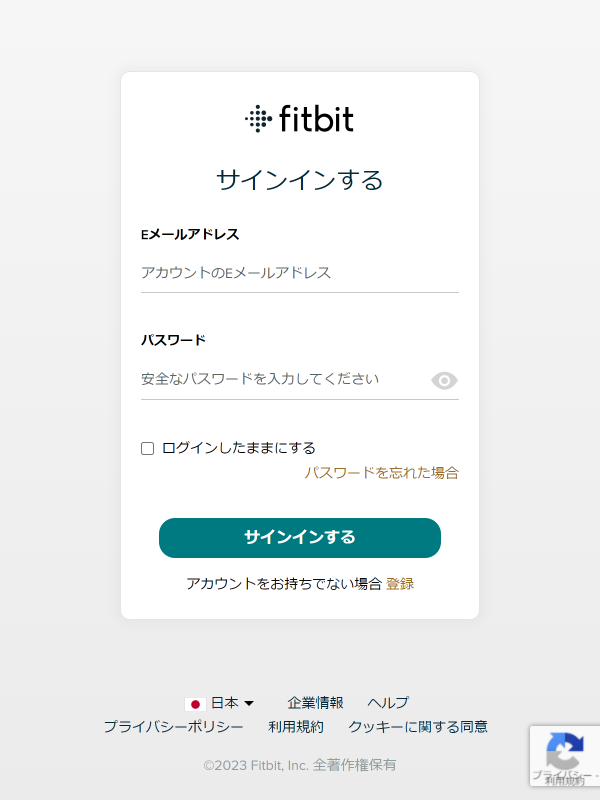 fitbit
サインインする
Eメールアドレス
アカウントのEメールアドレス
パスワード
安全なパスワードを入力してください
ログインしたままにする
パスワードを忘れた場合
サインインする
アカウントをお持ちでない場合 登録
日本 企業情報 ヘルプ
プライバシーポリシー 利用規約 クッキーに関する同意
©2023 Fitbit, Inc. 全著作権保有
プライバシー -
利用規約